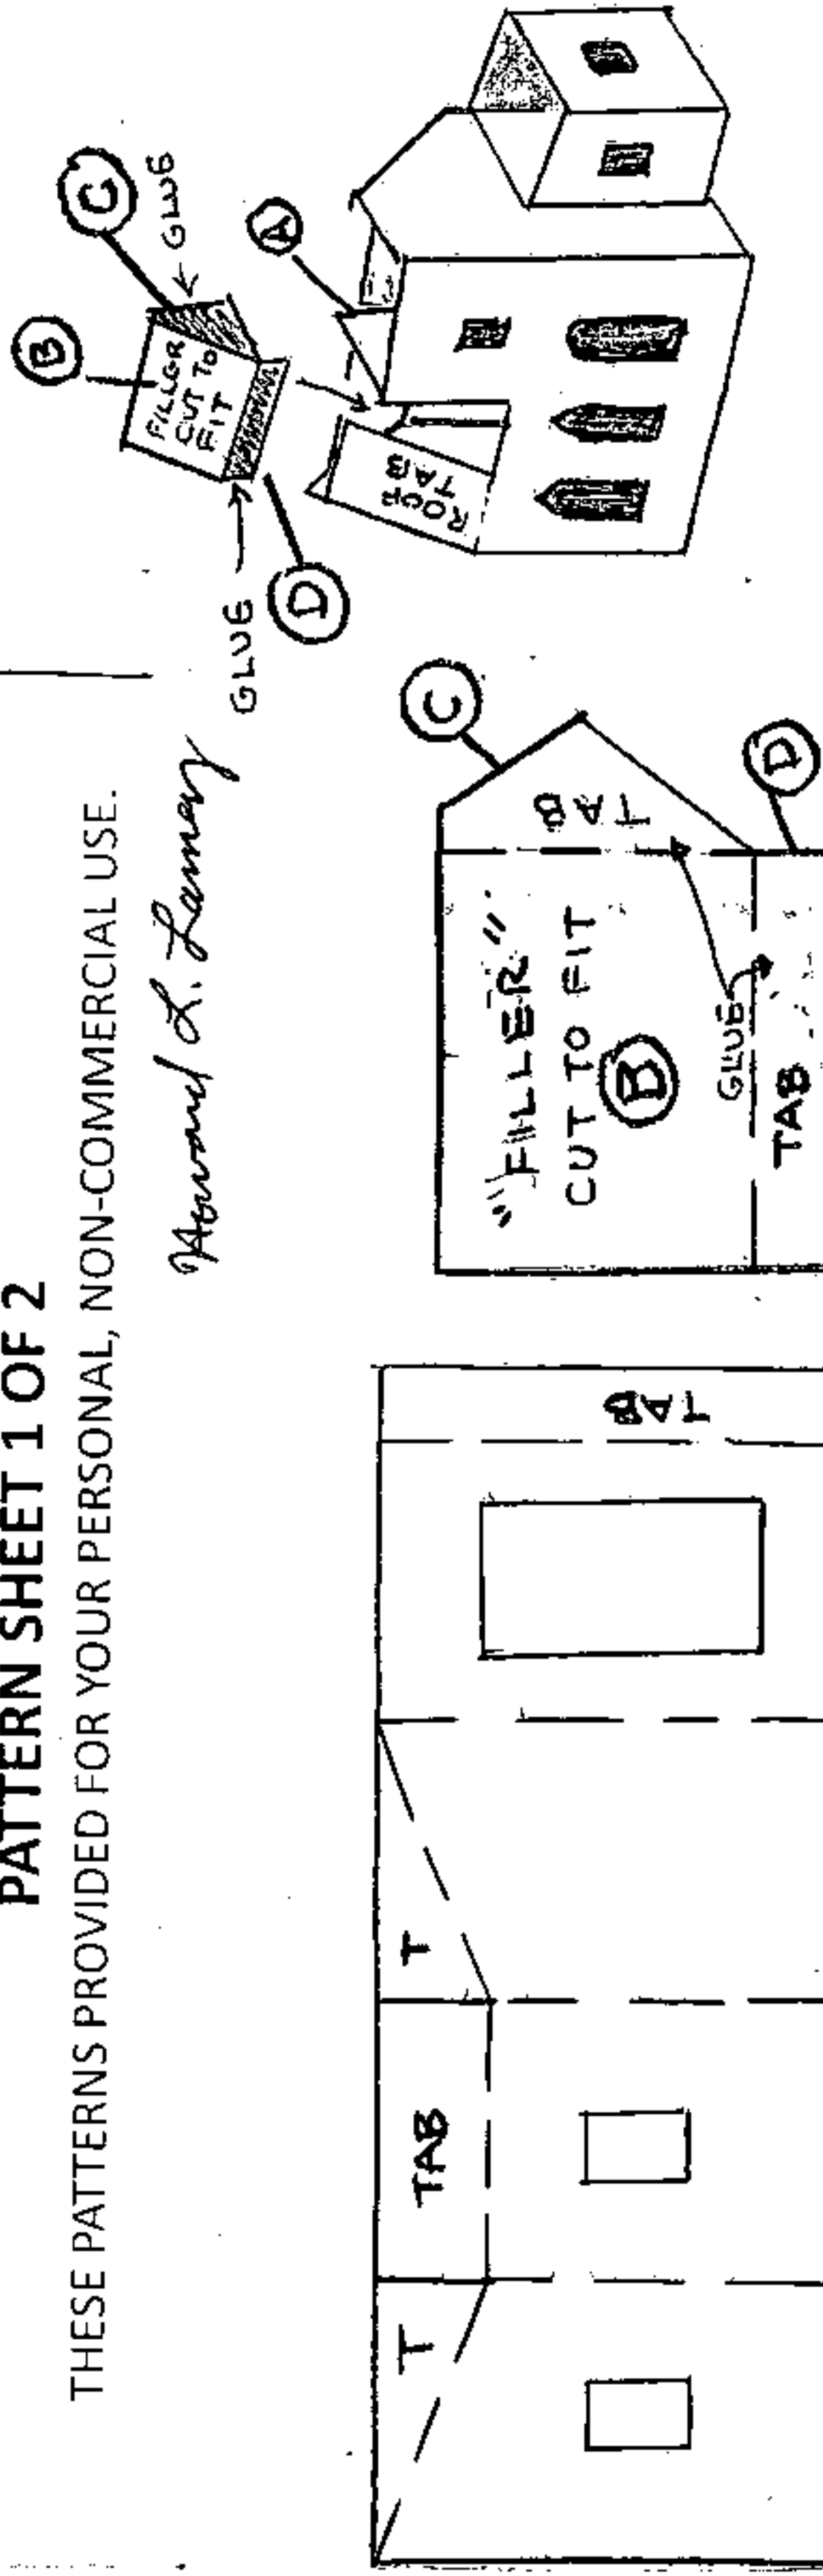 PATTERN SHEET 1 OF 2
THESE PATTERNS PROVIDED FOR YOUR PERSONAL, NON-COMMERCIAL USE.
Howard L. Lamey
B
C
GLUE
FILLER
CUT TO
FIT
A
GLUE
D
ROOF
TAB
C
TAB
"FILLER"
CUT TO FIT
B
GLUE
TAB
D
T
TAB
T
TAB